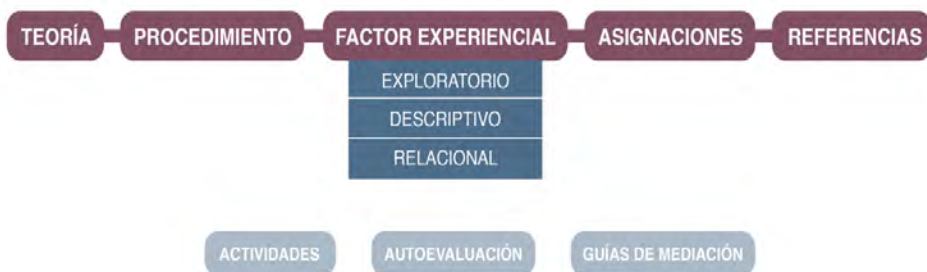 TEORÍA PROCEDIMIENTO FACTOR EXPERIENCIAL ASIGNACIONES REFERENCIAS
EXPLORATORIO
DESCRIPTIVO
RELACIONAL
ACTIVIDADES AUTOEVALUACIÓN GUÍAS DE MEDIACIÓN